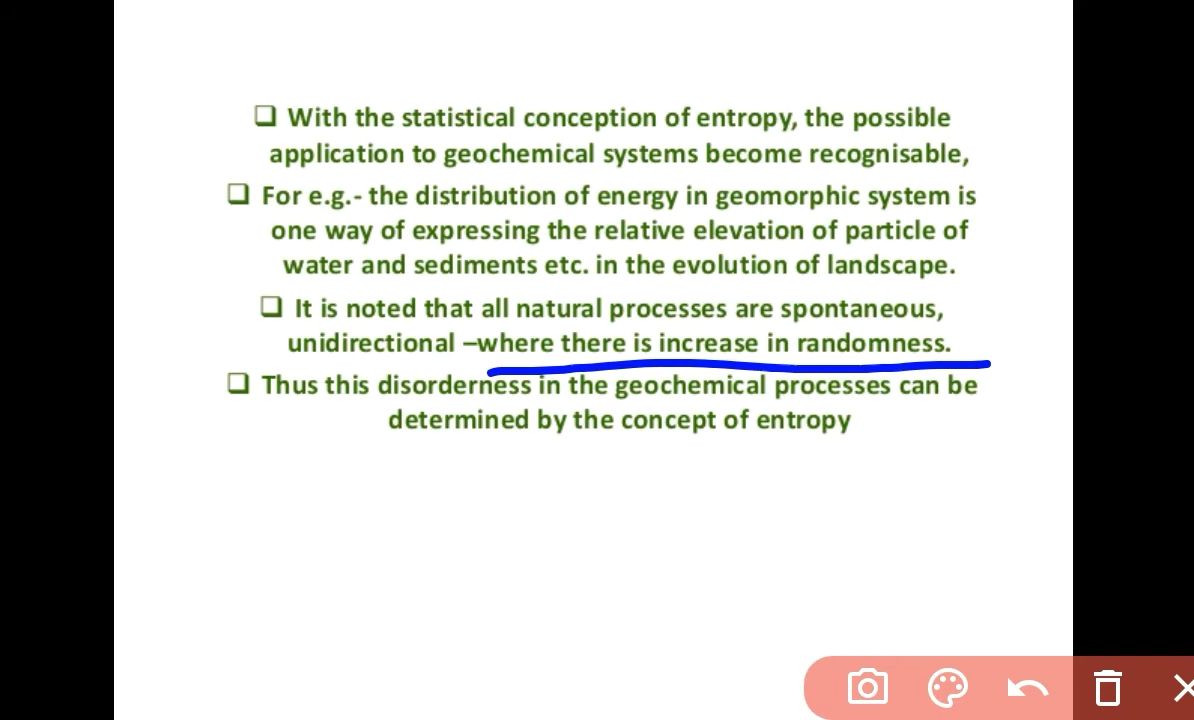 With the statistical conception of entropy, the possible
application to geochemical systems become recognisable,
For e.g.- the distribution of energy in geomorphic system is
one way of expressing the relative elevation of particle of
water and sediments etc. in the evolution of landscape.
It is noted that all natural processes are spontaneous,
unidirectional –where there is increase in randomness.
Thus this disorderness in the geochemical processes can be
determined by the concept of entropy